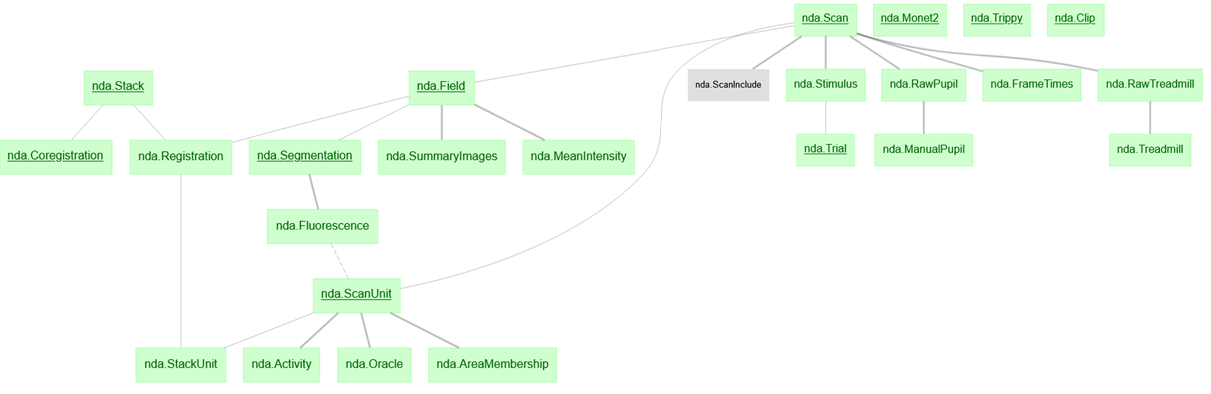 nda.Scan
nda.Monet2
nda.Trippy
nda.Clip
nda.Stack
nda.Field
nda.ScanInclude
nda.Stimulus
nda.RawPupil
nda.FrameTimes
nda.RawTreadmill
nda.Coregistration
nda.Registration
nda.Segmentation
nda.SummaryImages
nda.MeanIntensity
nda.Trial
nda.ManualPupil
nda.Treadmill
nda.Fluorescence
nda.ScanUnit
nda.StackUnit
nda.Activity
nda.Oracle
nda.AreaMembership